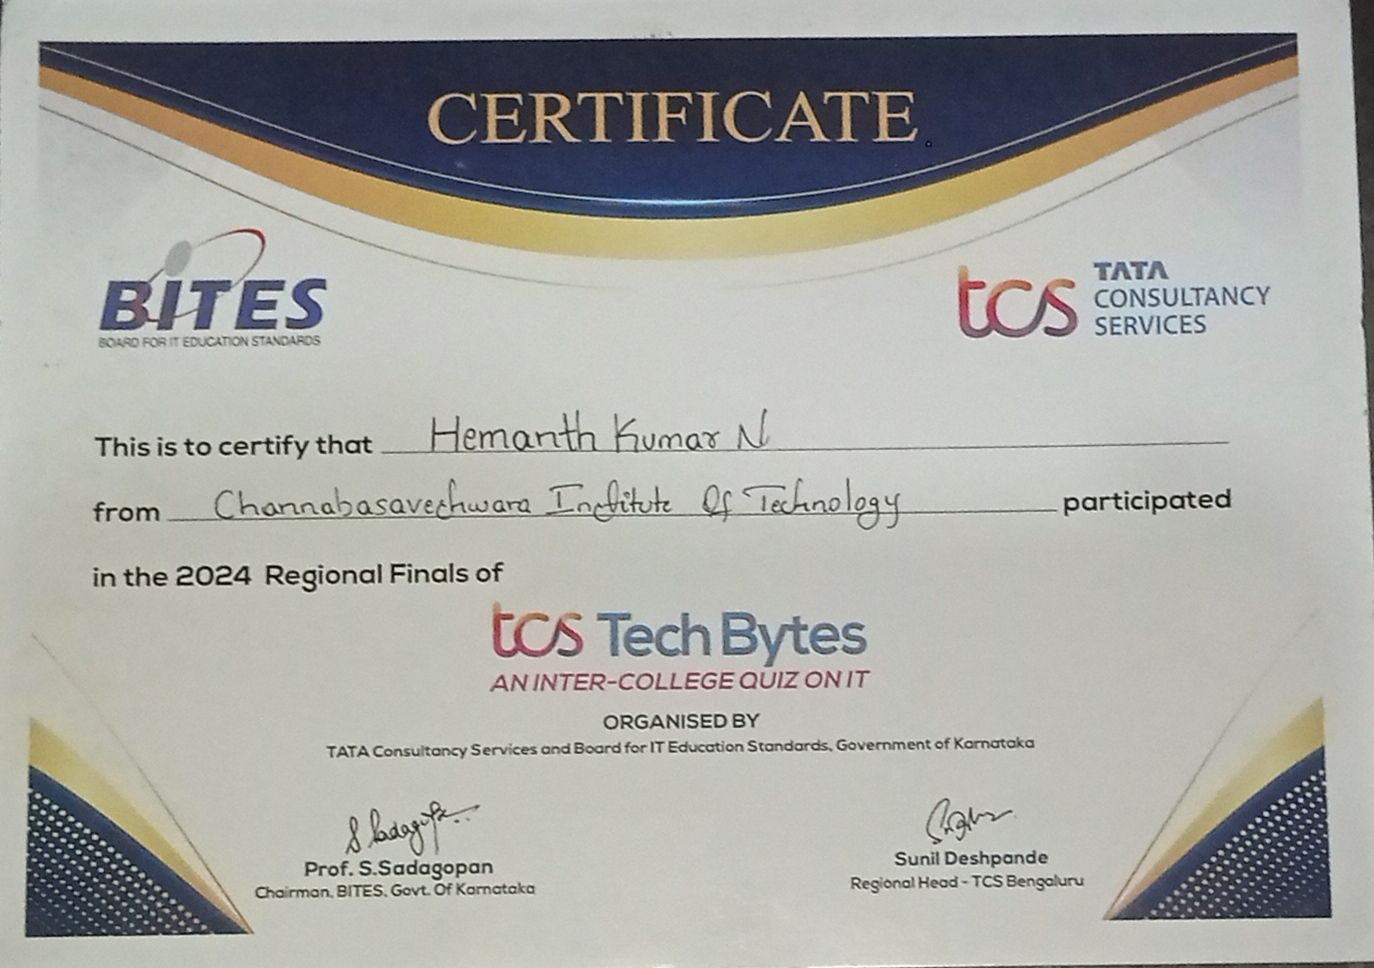 CERTIFICATE
BITES
BOARD FOR IT EDUCATION STANDARDS
tcs TATA
CONSULTANCY
SERVICES
This is to certify that Hemanth Kumar N
from Channabasaveshwara Institute Of Technology participated
in the 2024 Regional Finals of
tcs Tech Bytes
AN INTER-COLLEGE QUIZ ON IT
ORGANISED BY
TATA Consultancy Services and Board for IT Education Standards, Government of Karnataka
S Sadagopan
Prof. S.Sadagopan
Chairman, BITES, Govt. Of Karnataka
Sunil Deshpande
Regional Head - TCS Bengaluru